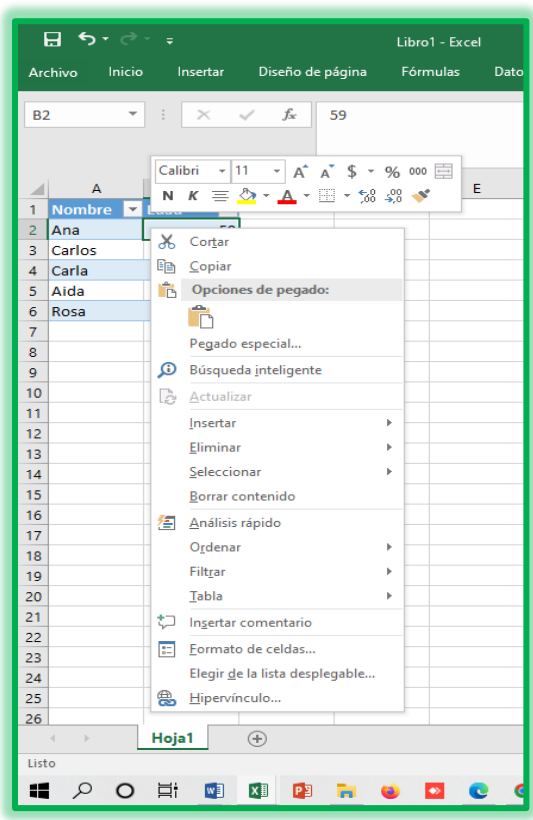 Libro1 - Excel
Archivo Inicio Insertar Diseño de página Fórmulas Dato
B2 fx 59
Calibri 11 A A $ % 000
N K A ,00 ,00
A E
1 Nombre
2 Ana
3 Carlos
4 Carla
5 Aida
6 Rosa
7
8
9
10
11
12
13
14
15
16
17
18
19
20
21
22
23
24
25
26
Cortar
Copiar
Opciones de pegado:
Pegado especial...
Búsqueda inteligente
Actualizar
Insertar
Eliminar
Seleccionar
Borrar contenido
Análisis rápido
Ordenar
Filtrar
Tabla
Insertar comentario
Formato de celdas...
Elegir de la lista desplegable...
Hipervínculo...
Hoja1
Listo